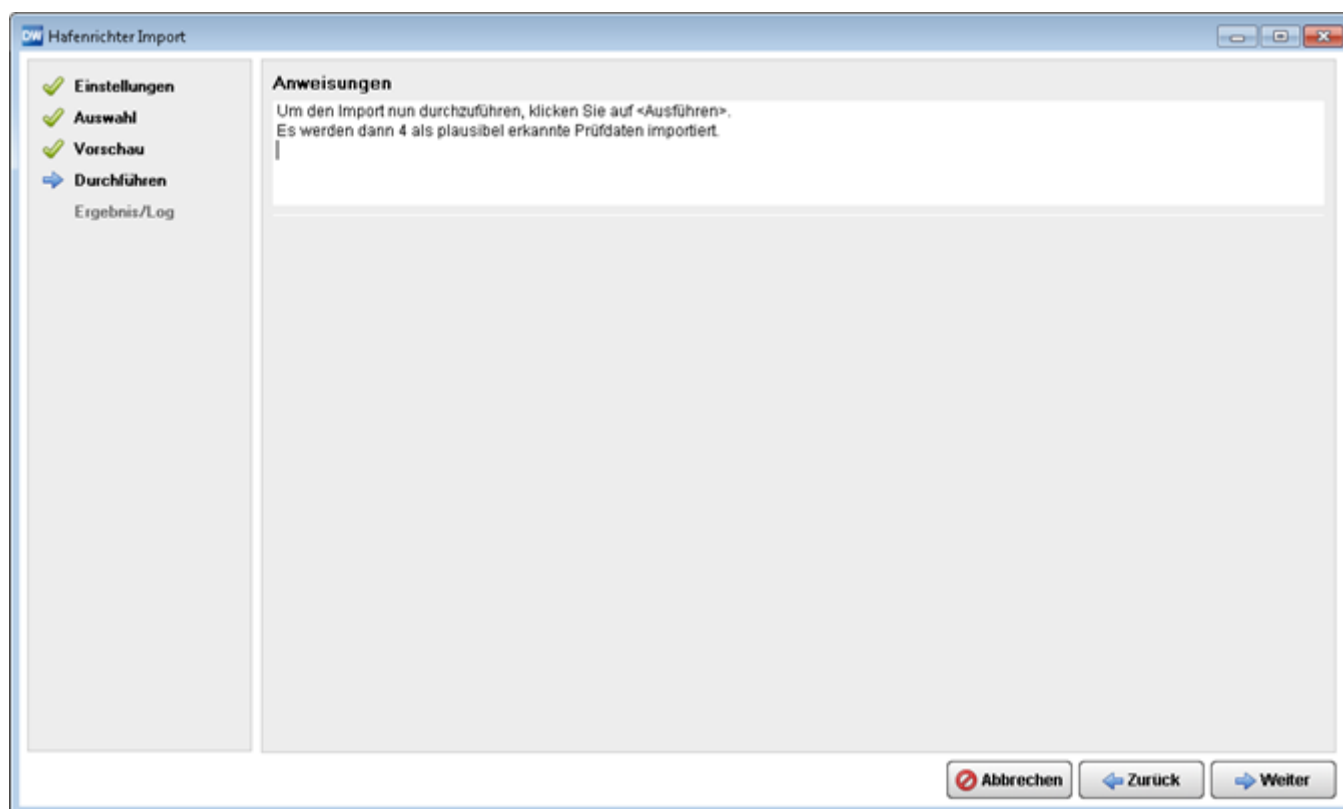 DW Hafenrichter Import
Einstellungen
Auswahl
Vorschau
Durchführen
Ergebnis/Log
Anweisungen
Um den Import nun durchzuführen, klicken Sie auf <Ausführen>.
Es werden dann 4 als plausibel erkannte Prüfdaten importiert.
Abbrechen
Zurück
Weiter